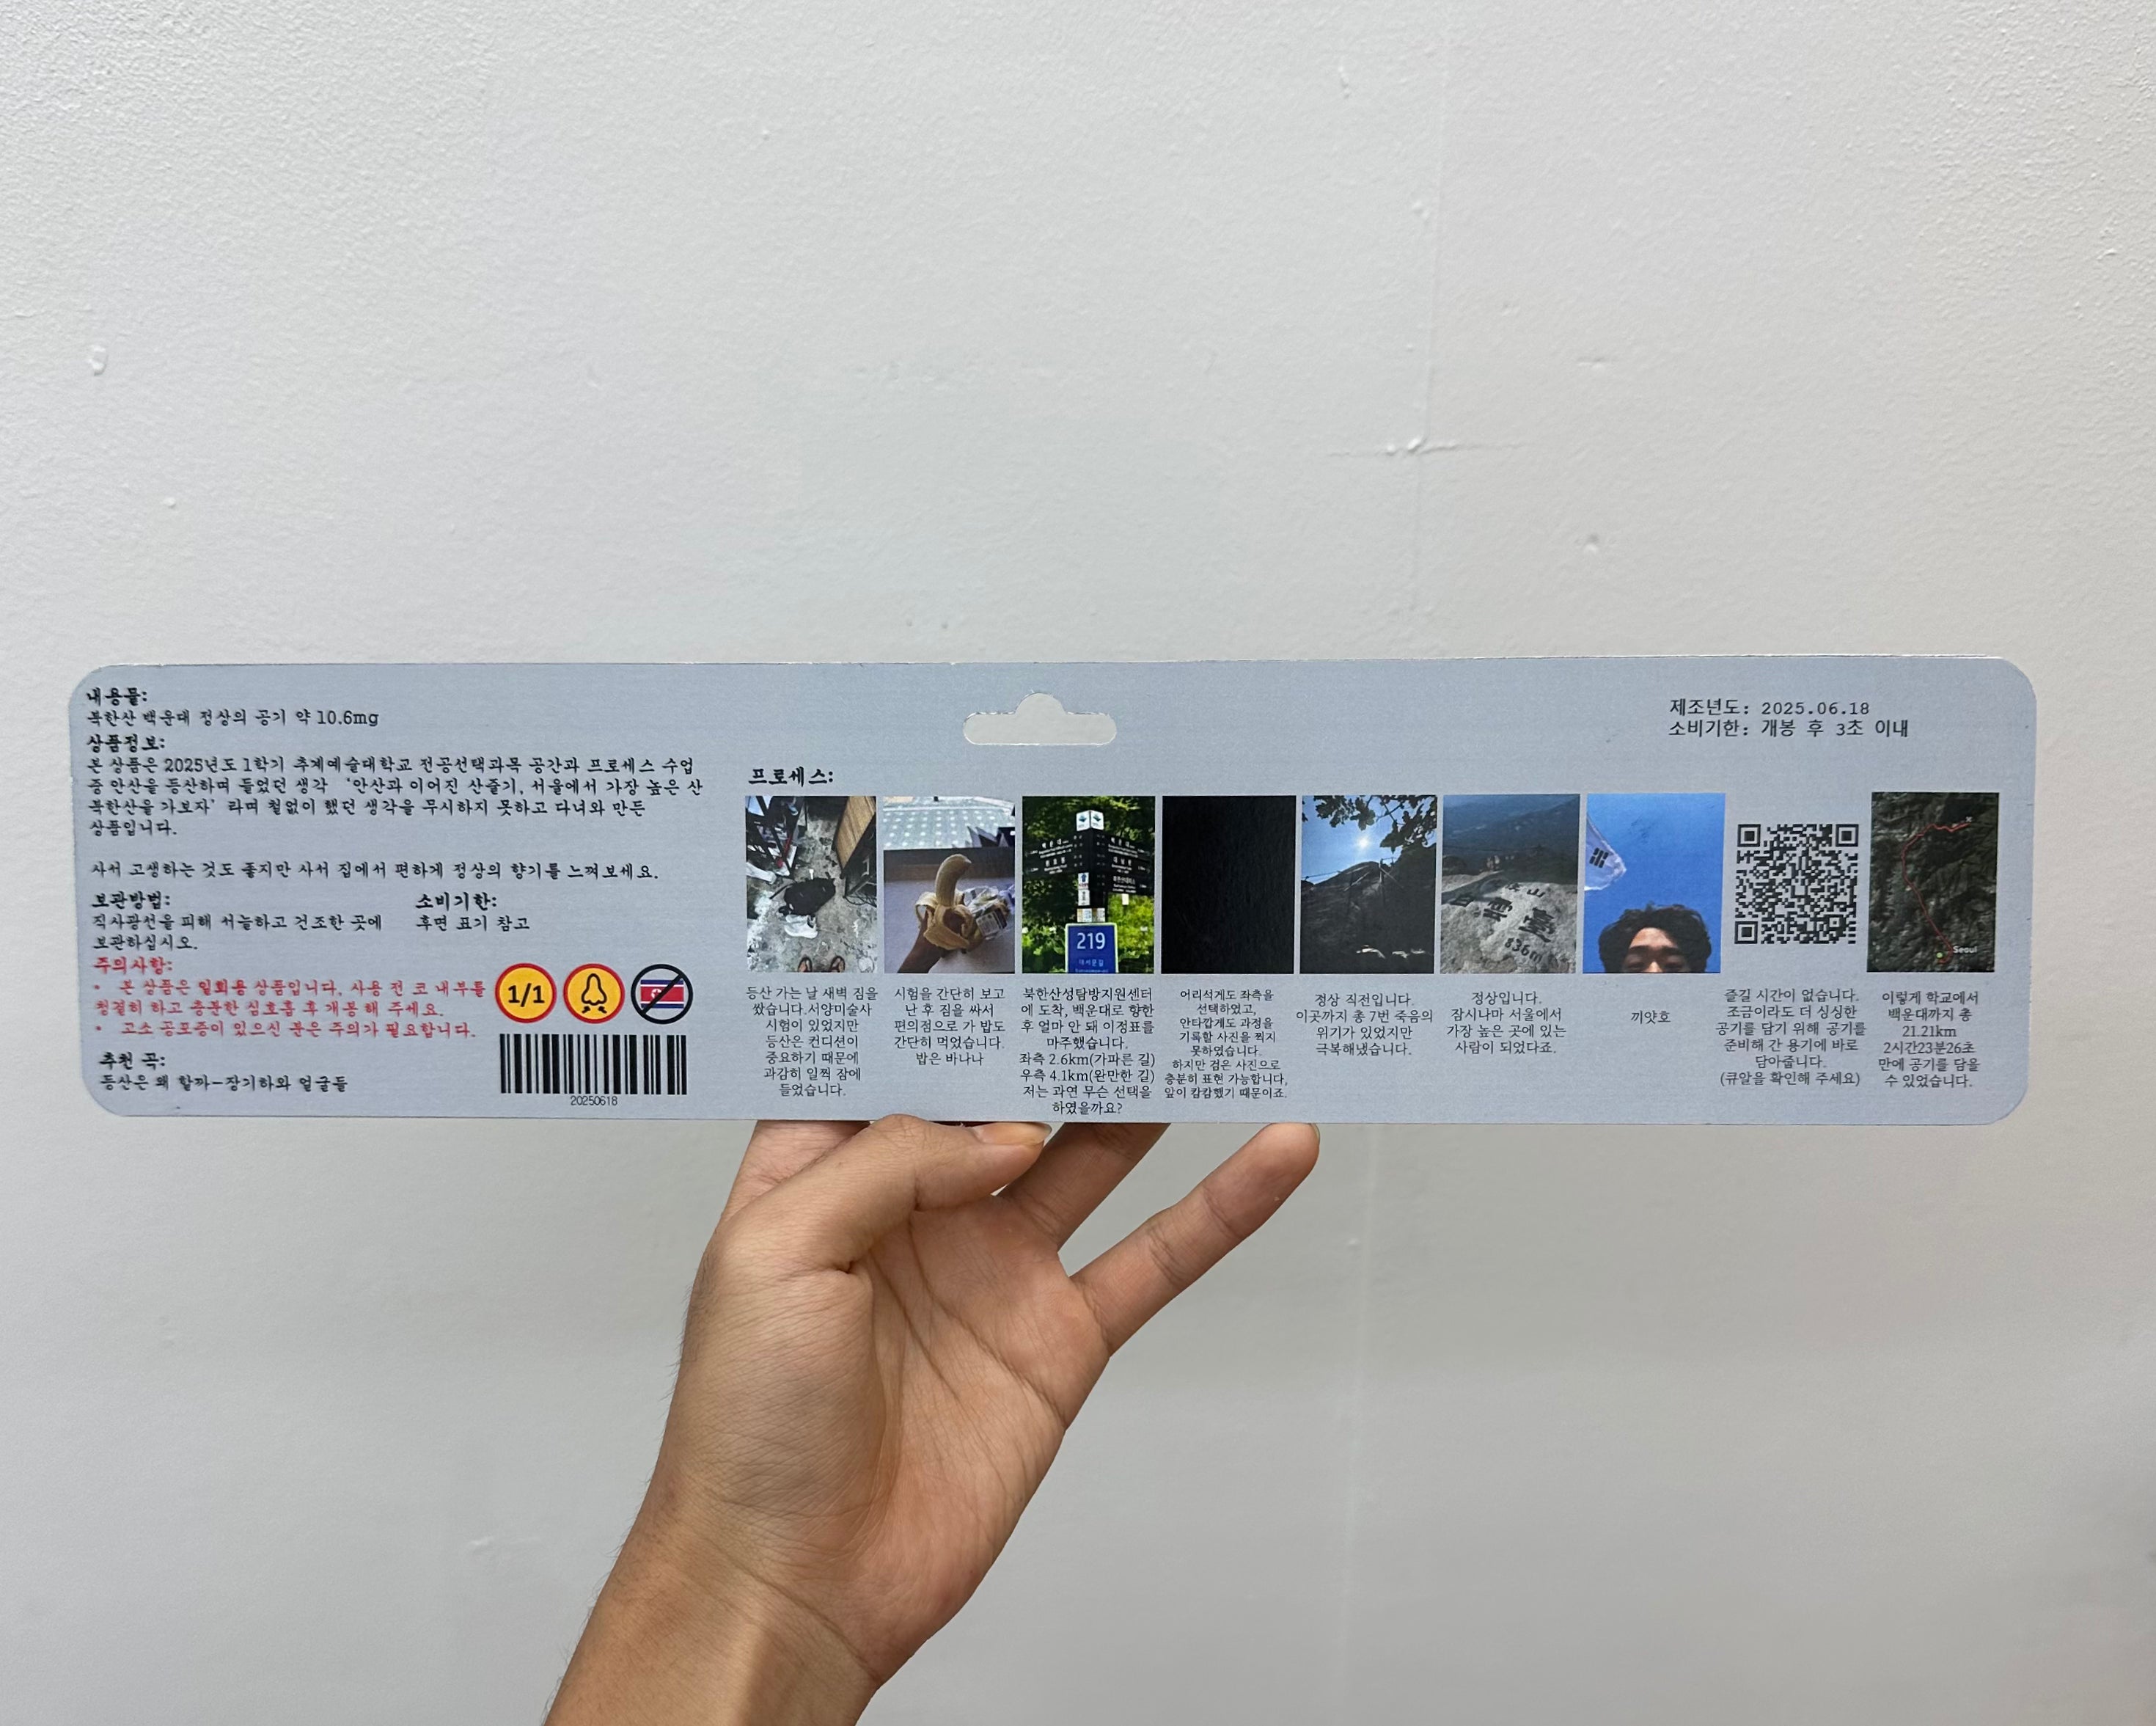 내용물:
북한산 백운대 정상의 공기 약 10.6mg
상품정보:
본 상품은 2025년도 1학기 추계예술대학교 전공선택과목 공간과 프로세스 수업
중 안산을 등산하며 들었던 생각 '안산과 이어진 산줄기, 서울에서 가장 높은 산
북한산을 가보자' 라며 철없이 했던 생각을 무시하지 못하고 다녀와 만든
상품입니다.
사서 고생하는 것도 좋지만 사서 집에서 편하게 정상의 향기를 느껴보세요.
보관방법:
직사광선을 피해 서늘하고 건조한 곳에
보관하십시오.
소비기한:
후면 표기 참고
주의사항:
• 본 상품은 일회용 상품입니다. 사용 전 코 내부를
청결히 하고 충분한 심호흡 후 개봉해 주세요.
• 고소 공포증이 있으신 분은 주의가 필요합니다.
1/1
추천 곡:
등산은 왜 할까-장기하와 얼굴들
20250618
제조년도: 2025.06.18
소비기한: 개봉 후 3초 이내
프로세스:
등산 가는 날 새벽 짐을
쌌습니다.서양미술사
시험이 있었지만
등산은 컨디션이
중요하기 때문에
과감히 일찍 잠에
들었습니다.
시험을 간단히 보고
난 후 짐을 싸서
편의점으로 가 밥도
간단히 먹었습니다.
밥은 바나나
219
대서문길
북한산성탐방지원센터
에 도착, 백운대로 향한
후 얼마 안 돼 이정표를
마주했습니다.
좌측 2.6km(가파른 길)
우측 4.1km(완만한 길)
저는 과연 무슨 선택을
하였을까요?
어리석게도 좌측을
선택하였고,
안타깝게도 과정을
기록할 사진을 찍지
못하였습니다.
하지만 검은 사진으로
충분히 표현 가능합니다.
앞이 캄캄했기 때문이죠.
정상 직전입니다.
이곳까지 총 7번 죽음의
위기가 있었지만
극복해냈습니다.
山
雲臺
836m
정상입니다.
잠시나마 서울에서
가장 높은 곳에 있는
사람이 되었다죠.
끼얏호
즐길 시간이 없습니다.
조금이라도 더 싱싱한
공기를 담기 위해 공기를
준비해 간 용기에 바로
담아줍니다.
(큐알을 확인해 주세요)
Seoul
이렇게 학교에서
백운대까지 총
21.21km
2시간23분26초
만에 공기를 담을
수 있었습니다.